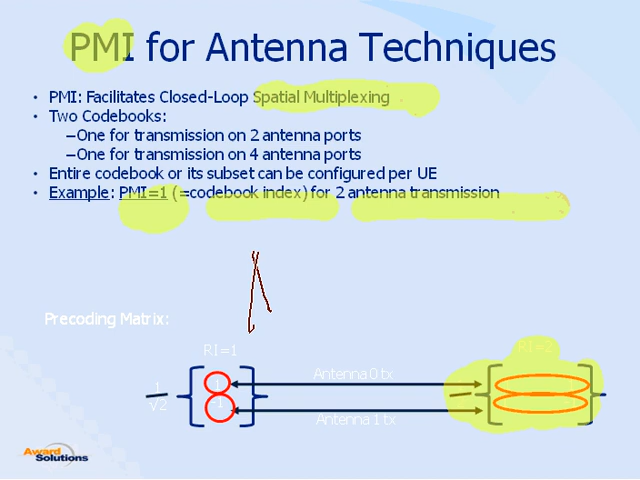 PMI for Antenna Techniques
• PMI: Facilitates Closed-Loop Spatial Multiplexing
• Two Codebooks:
–One for transmission on 2 antenna ports
–One for transmission on 4 antenna ports
• Entire codebook or its subset can be configured per UE
• Example: PMI=1 (=codebook index) for 2 antenna transmission
Precoding Matrix:
RI=1
RI=2
Antenna 0 tx
1
√2
1
-1
Antenna 1 tx
Award
Solutions